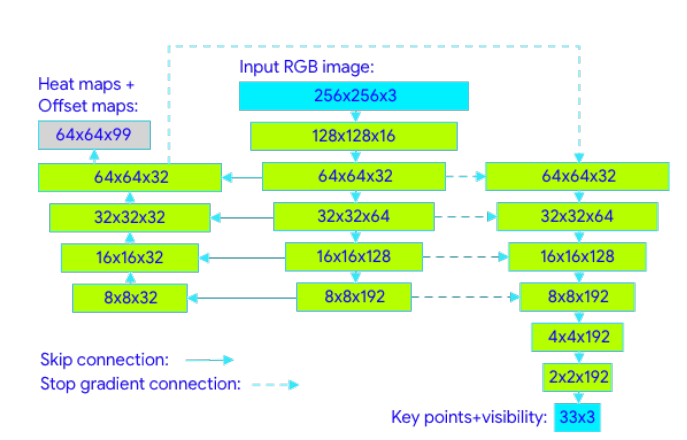 Input RGB image:
Heat maps +
Offset maps:
256x256x3
64x64x99
128x128x16
64x64x32
64x64x32
64x64x32
32x32x32
32x32x64
32x32x64
16x16x32
16x16x128
16x16x128
8x8x32
8x8x192
8x8x192
4x4x192
Skip connection:
2x2x192
Stop gradient connection:
Key points+visibility:
33x3